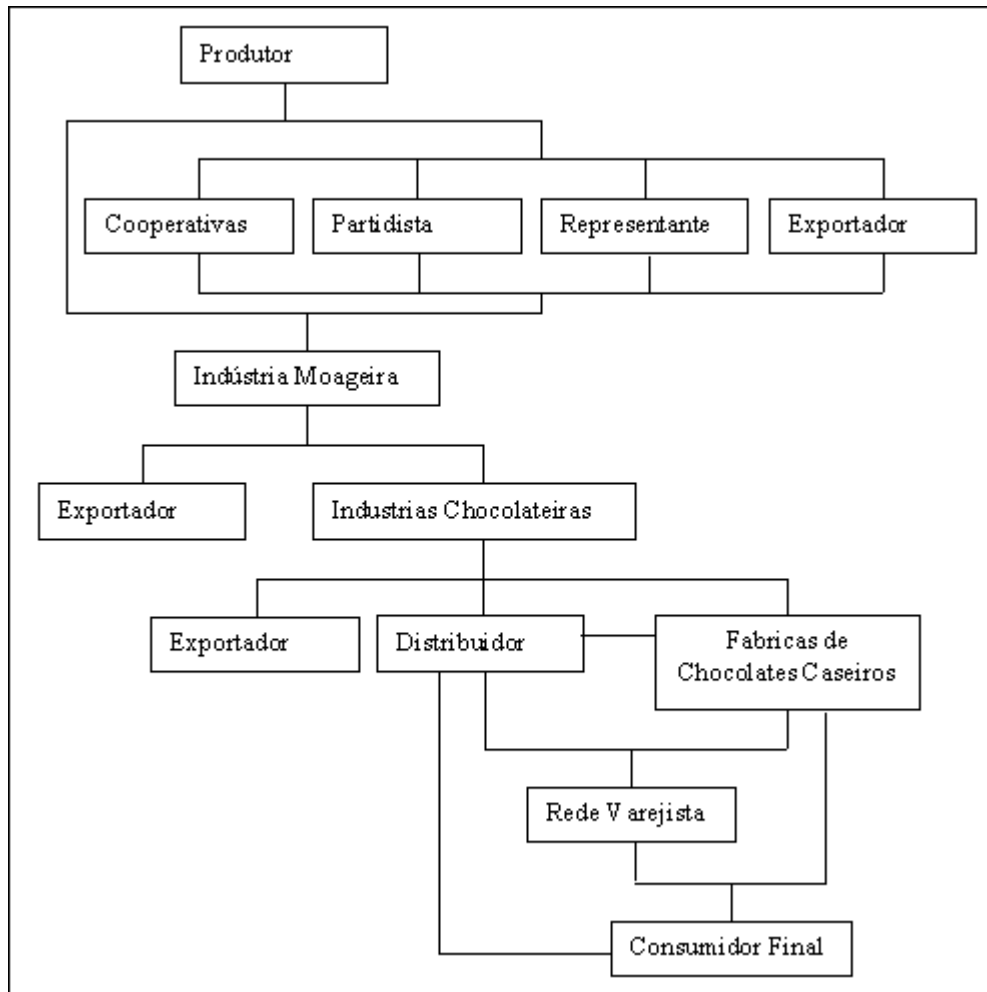 Produtor
Cooperativas
Partidista
Representante
Exportador
Indústria Moageira
Exportador
Industrias Chocolateiras
Exportador
Distribuidor
Fabricas de
Chocolates Caseiros
Rede Varejista
Consumidor Final